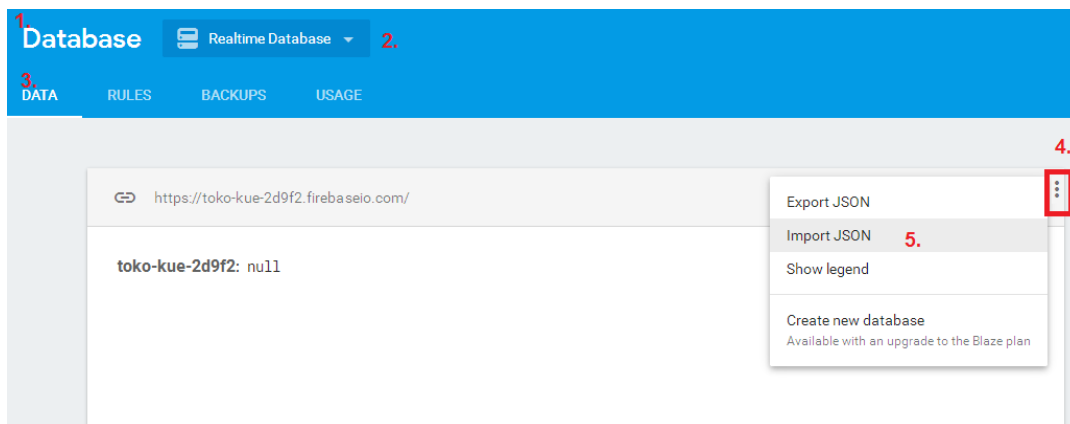 1.
Database Realtime Database 2.
3.
DATA RULES BACKUPS USAGE
4.
https://toko-kue-2d9f2.firebaseio.com/
Export JSON
Import JSON 5.
toko-kue-2d9f2: null
Show legend
Create new database
Available with an upgrade to the Blaze plan